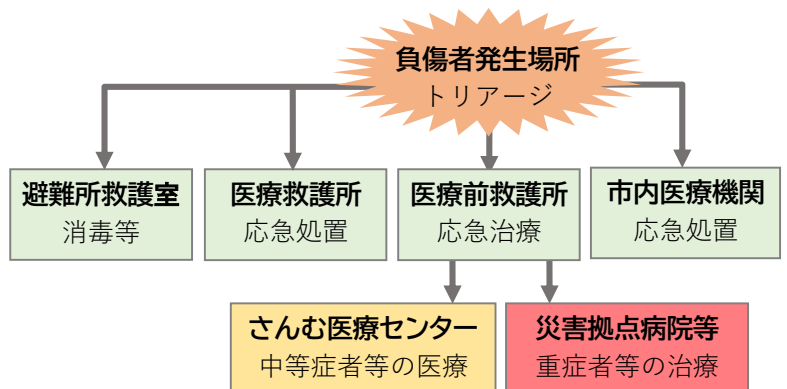 負傷者発生場所
トリアージ
避難所救護室
消毒等
医療救護所
応急処置
医療前救護所
応急治療
市内医療機関
応急処置
さんむ医療センター
中等症者等の医療
災害拠点病院等
重症者等の治療